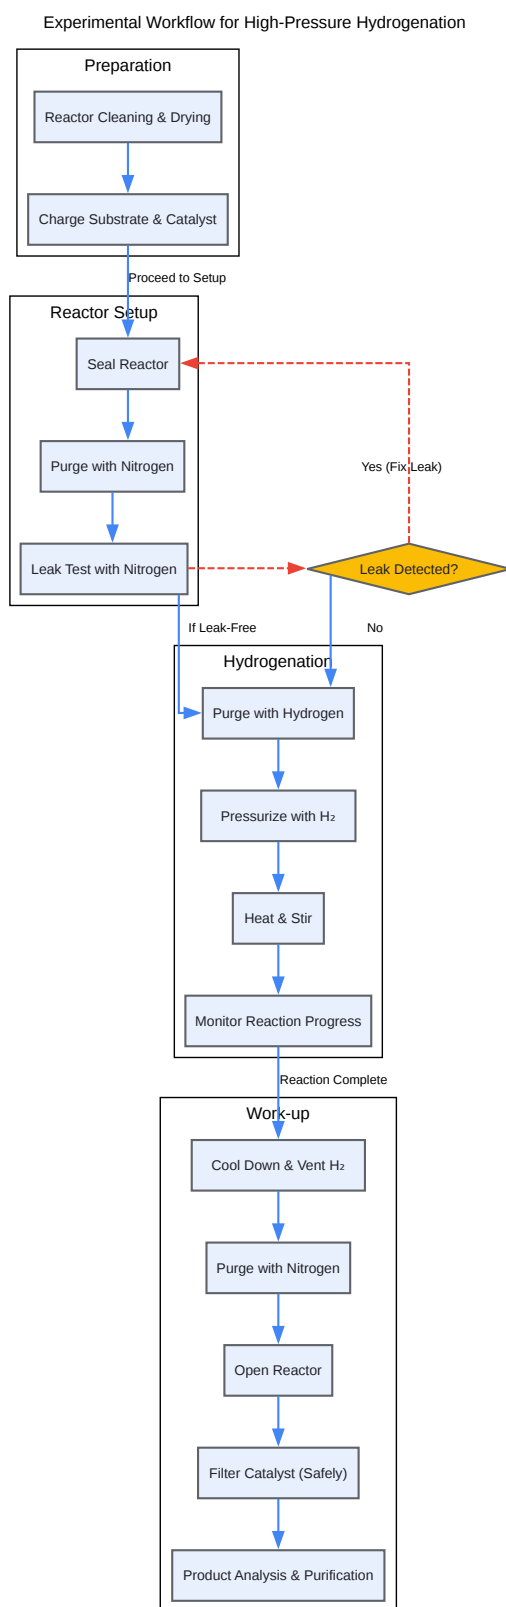 Experimental Workflow for High-Pressure Hydrogenation
Preparation
Reactor Cleaning & Drying
Charge Substrate & Catalyst
Proceed to Setup
Reactor Setup
Seal Reactor
Purge with Nitrogen
Yes (Fix Leak)
Leak Test with Nitrogen
Leak Detected?
If Leak-Free
No
Hydrogenation
Purge with Hydrogen
Pressurize with H₂
Heat & Stir
Monitor Reaction Progress
Reaction Complete
Work-up
Cool Down & Vent H₂
Purge with Nitrogen
Open Reactor
Filter Catalyst (Safely)
Product Analysis & Purification